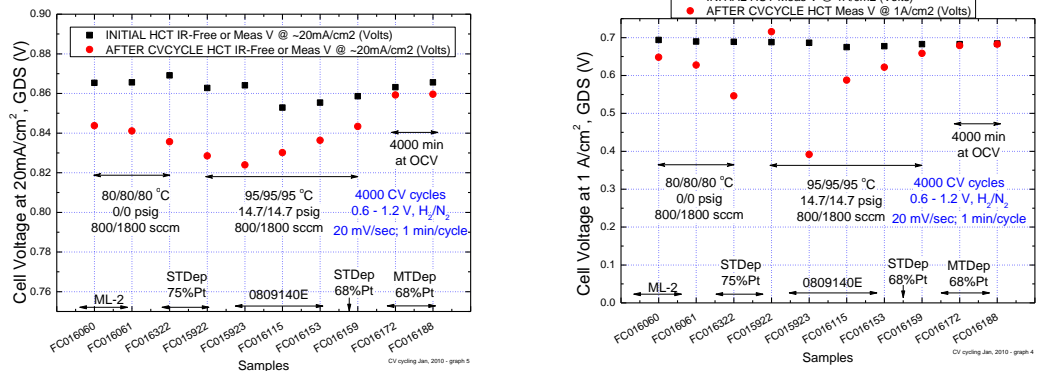 INITIAL HCT IR-Free or Meas V @ ~20mA/cm2 (Volts)
AFTER CVCYCLE HCT IR-Free or Meas V @ ~20mA/cm2 (Volts)
Cell Voltage at 20mA/cm², GDS (V)
0.90
0.88
0.86
0.84
0.82
0.80
0.78
0.76
4000 min
at OCV
80/80/80 °C
0/0 psig
800/1800 sccm
95/95/95 °C
14.7/14.7 psig
800/1800 sccm
4000 CV cycles
0.6 - 1.2 V, H₂/N₂
20 mV/sec; 1 min/cycle
ML-2
STDep
75%Pt
0809140E
STDep
68%Pt
MTDep
68%Pt
FC016060
FC016061
FC016322
FC015922
FC015923
FC016115
FC016153
FC016159
FC016172
FC016188
Samples
CV cycling Jan, 2010 - graph 5
AFTER CVCYCLE HCT Meas V @ 1A/cm2 (Volts)
Cell Voltage at 1 A/cm², GDS (V)
0.7
0.6
0.5
0.4
0.3
0.2
0.1
0.0
4000 min
at OCV
80/80/80 °C
0/0 psig
800/1800 sccm
95/95/95 °C
14.7/14.7 psig
800/1800 sccm
4000 CV cycles
0.6 - 1.2 V, H₂/N₂
20 mV/sec; 1 min/cycle
ML-2
STDep
75%Pt
0809140E
STDep
68%Pt
MTDep
68%Pt
FC016060
FC016061
FC016322
FC015922
FC015923
FC016115
FC016153
FC016159
FC016172
FC016188
Samples
CV cycling Jan, 2010 - graph 4